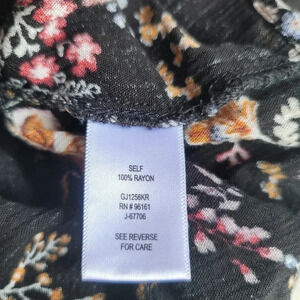 SELF
100% RAYON
GJ1256KR
RN # 96161
J-67706
SEE REVERSE
FOR CARE